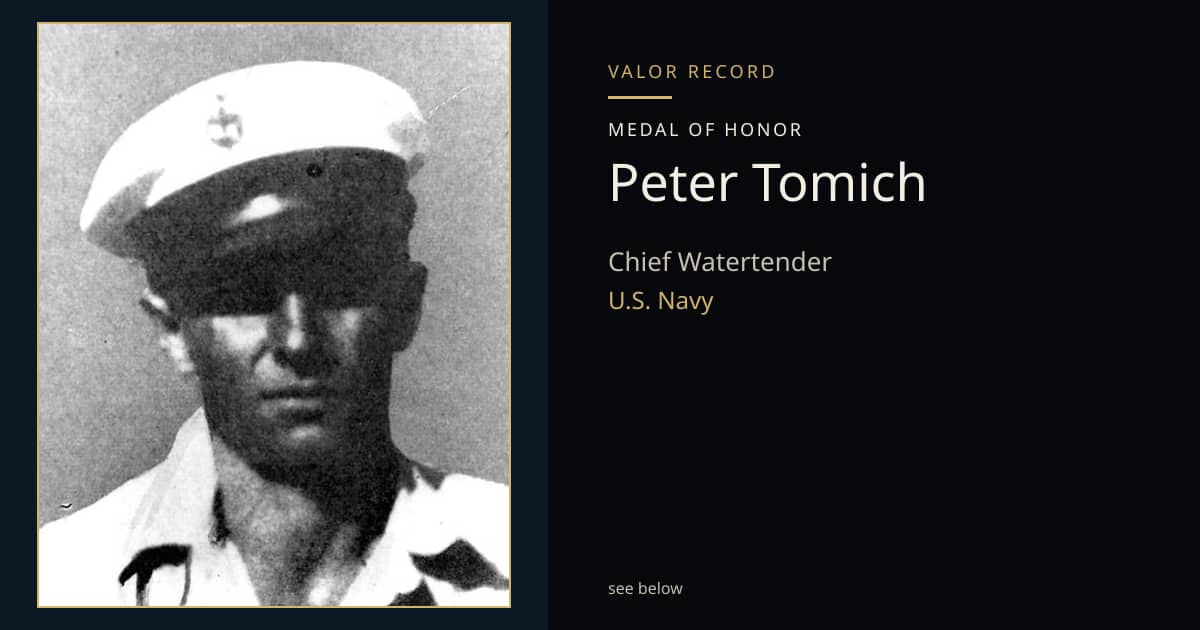 VALOR RECORD
MEDAL OF HONOR
Peter Tomich
Chief Watertender
U.S. Navy
see below